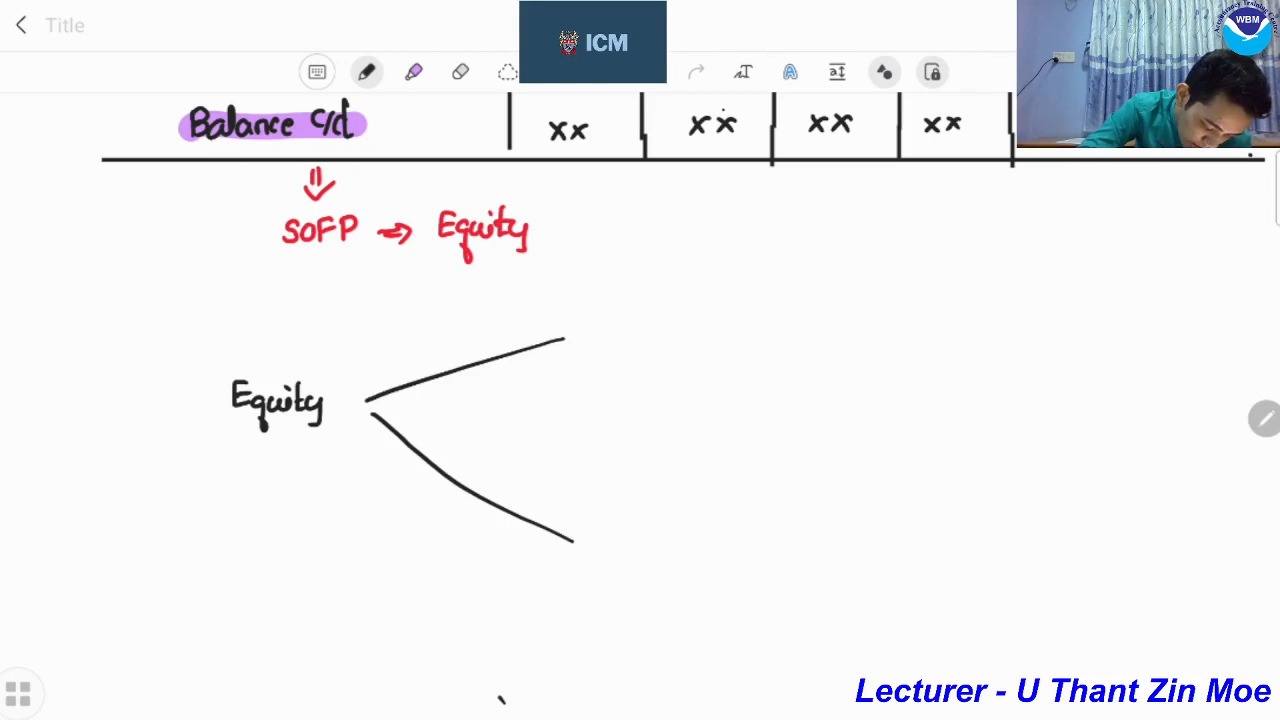 Title
ICM
WBM
Balance c/d xx xx xx xx
SOFP ⇒ Equity
Equity
Lecturer - U Thant Zin Moe